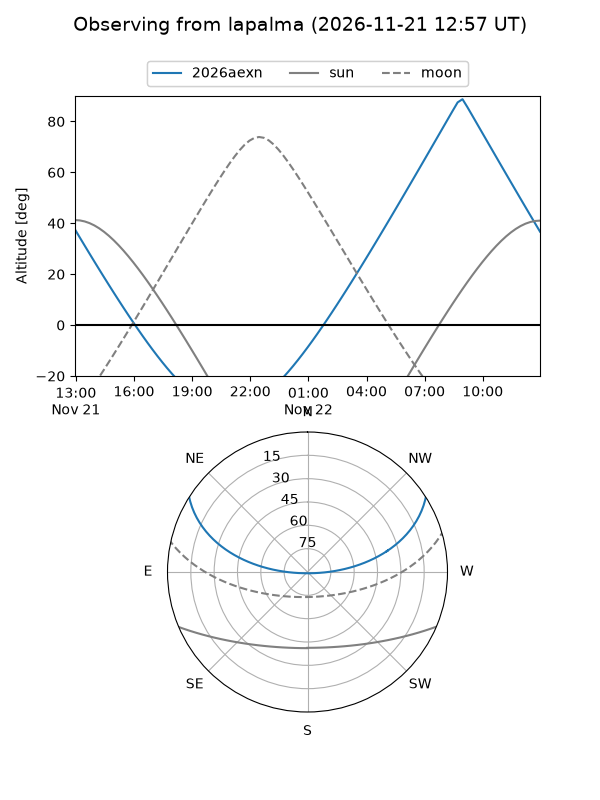 Observing from lapalma (2026-11-21 12:57 UT)
2026aexn sun moon
Altitude [deg]
80
60
40
20
0
−20
13:00 16:00 19:00 22:00 01:00 04:00 07:00 10:00
Nov 21 Nov 22
N
NE NW
15
30
45
60
75
E W
SE SW
S